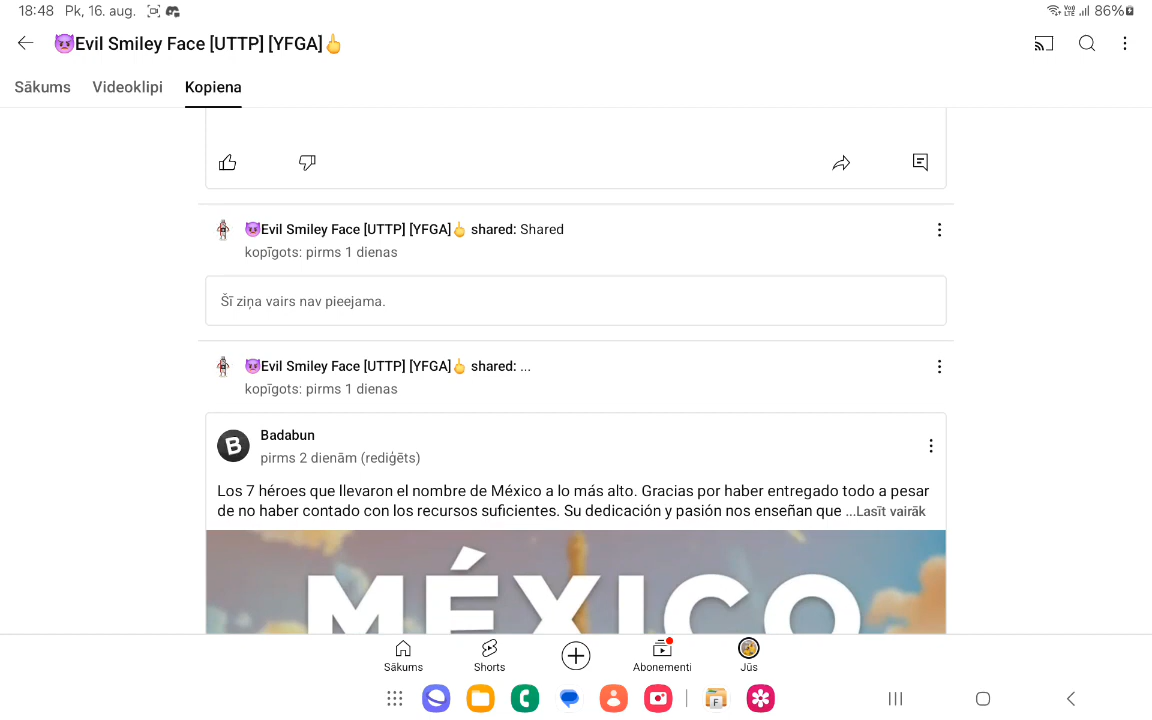 18:48 Pk, 16. aug. 86%
😈Evil Smiley Face [UTTP] [YFGA]🖕
Sākums Videoklipi Kopiena
😈Evil Smiley Face [UTTP] [YFGA]🖕 shared: Shared
kopīgots: pirms 1 dienas
Šī ziņa vairs nav pieejama.
😈Evil Smiley Face [UTTP] [YFGA]🖕 shared: ...
kopīgots: pirms 1 dienas
B
Badabun
pirms 2 dienām (rediģēts)
Los 7 héroes que llevaron el nombre de México a lo más alto. Gracias por haber entregado todo a pesar
de no haber contado con los recursos suficientes. Su dedicación y pasión nos enseñan que ...Lasīt vairāk
MÉXICO
Sākums Shorts Abonementi Jūs